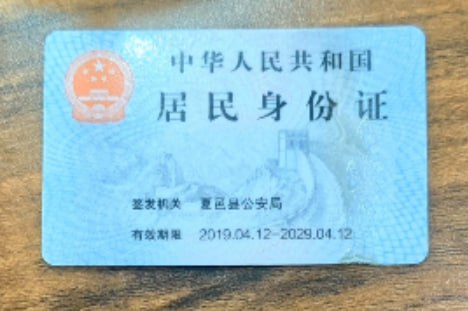 中华人民共和国
居民身份证
签发机关 夏邑县公安局
有效期限 2019.04.12-2029.04.12